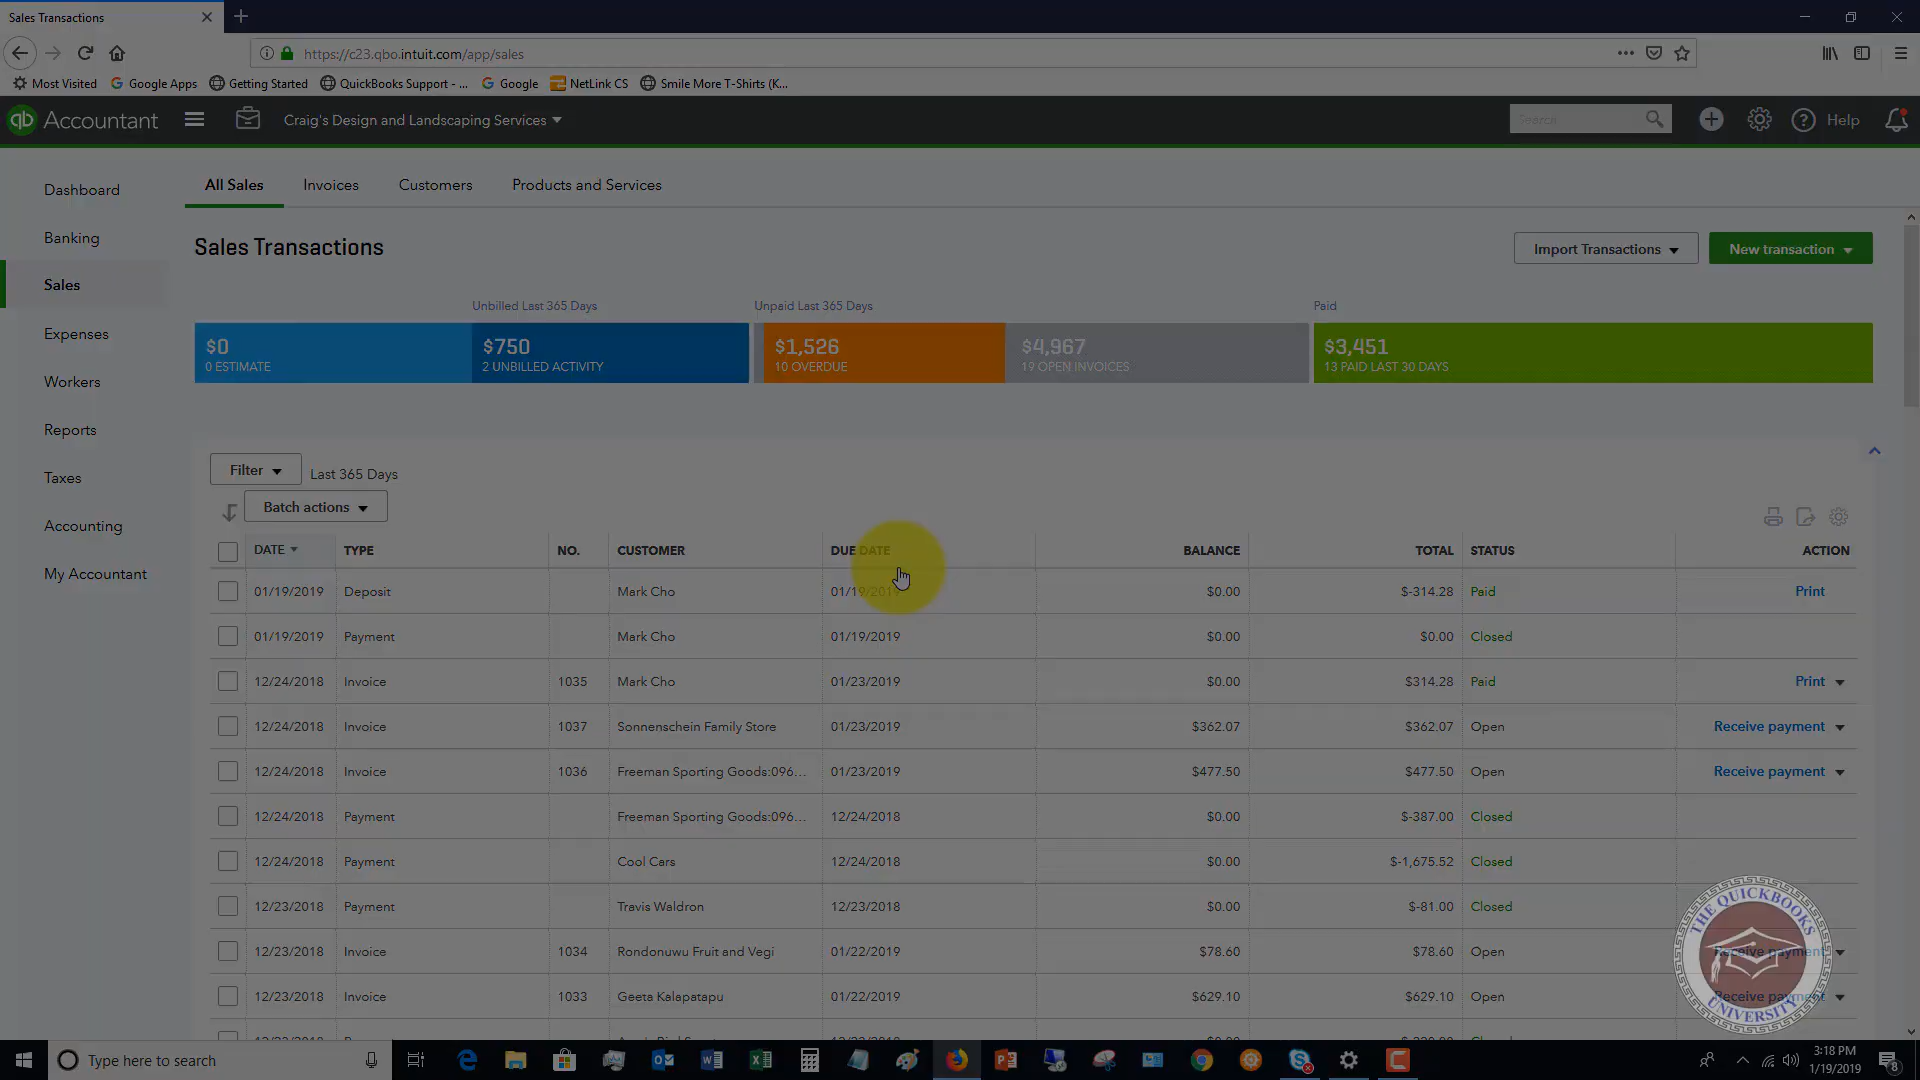 Sales Transactions
https://c23.qbo.intuit.com/app/sales
Most Visited
Google Apps
Getting Started
QuickBooks Support - ...
Google
NetLink CS
Smile More T-Shirts (K...
qb Accountant
Craig's Design and Landscaping Services
Search
Help
Dashboard
Banking
Sales
Expenses
Workers
Reports
Taxes
Accounting
My Accountant
All Sales
Invoices
Customers
Products and Services
Sales Transactions
Import Transactions
New transaction
Unbilled Last 365 Days
Unpaid Last 365 Days
Paid
$0
0 ESTIMATE
$750
2 UNBILLED ACTIVITY
$1,526
10 OVERDUE
$4,967
19 OPEN INVOICES
$3,451
13 PAID LAST 30 DAYS
Filter
Last 365 Days
Batch actions
DATE TYPE NO. CUSTOMER DUE DATE BALANCE TOTAL STATUS ACTION
01/19/2019 Deposit Mark Cho 01/19/2019 $0.00 $-314.28 Paid Print
01/19/2019 Payment Mark Cho 01/19/2019 $0.00 $0.00 Closed
12/24/2018 Invoice 1035 Mark Cho 01/23/2019 $0.00 $314.28 Paid Print
12/24/2018 Invoice 1037 Sonnenschein Family Store 01/23/2019 $362.07 $362.07 Open Receive payment
12/24/2018 Invoice 1036 Freeman Sporting Goods:096... 01/23/2019 $477.50 $477.50 Open Receive payment
12/24/2018 Payment Freeman Sporting Goods:096... 12/24/2018 $0.00 $-387.00 Closed
12/24/2018 Payment Cool Cars 12/24/2018 $0.00 $-1,675.52 Closed
12/23/2018 Payment Travis Waldron 12/23/2018 $0.00 $-81.00 Closed
12/23/2018 Invoice 1034 Rondonuwu Fruit and Vegi 01/22/2019 $78.60 $78.60 Open Receive payment
12/23/2018 Invoice 1033 Geeta Kalapatapu 01/22/2019 $629.10 $629.10 Open Receive payment
THE QUICKBOOKS
UNIVERSITY
Type here to search
3:18 PM
1/19/2019
8